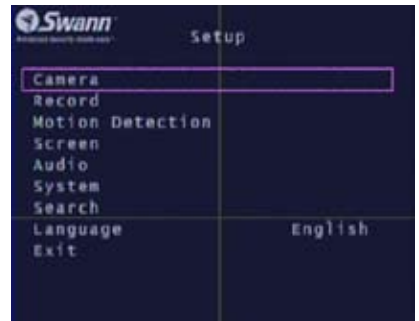 Swann
Setup
Camera
Record
Motion Detection
Screen
Audio
System
Search
Language English
Exit